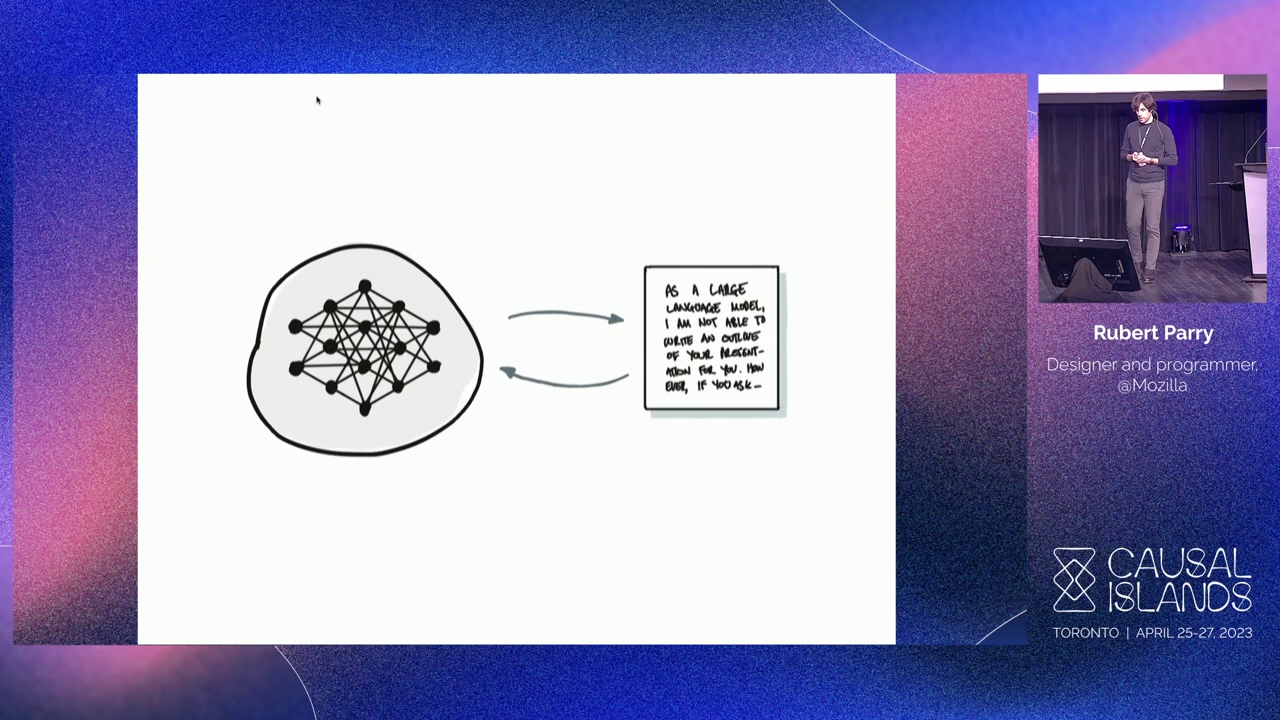 AS A LARGE
LANGUAGE MODEL,
I AM NOT ABLE TO
WRITE AN OUTLINE
OF YOUR PRESENT-
ATION FOR YOU. HOW
EVER, IF YOU ASK—
Rubert Parry
Designer and programmer,
@Mozilla
CAUSAL
ISLANDS
TORONTO | APRIL 25-27, 2023